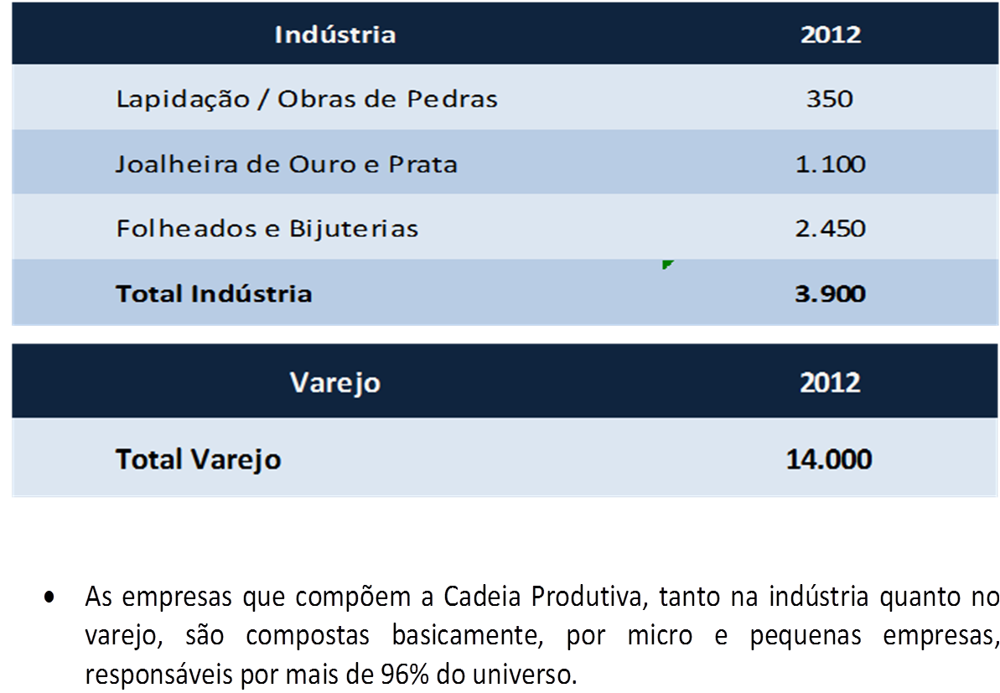 Indústria 2012
Lapidação / Obras de Pedras 350
Joalheira de Ouro e Prata 1.100
Folheados e Bijuterias 2.450
Total Indústria 3.900
Varejo 2012
Total Varejo 14.000
• As empresas que compõem a Cadeia Produtiva, tanto na indústria quanto no
varejo, são compostas basicamente, por micro e pequenas empresas,
responsáveis por mais de 96% do universo.